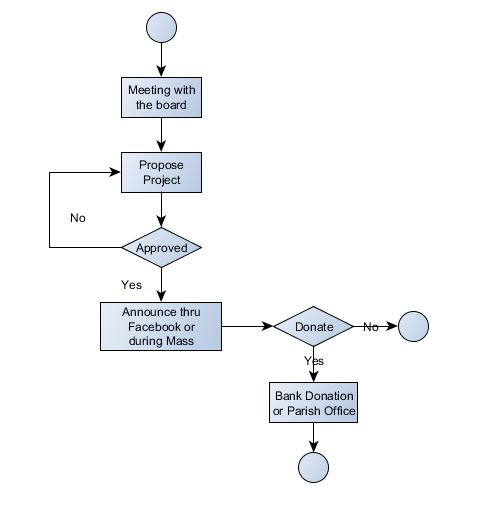 Meeting with
the board
Propose
Project
No
Approved
Yes
Announce thru
Facebook or
during Mass
Donate
No
Yes
Bank Donation
or Parish Office